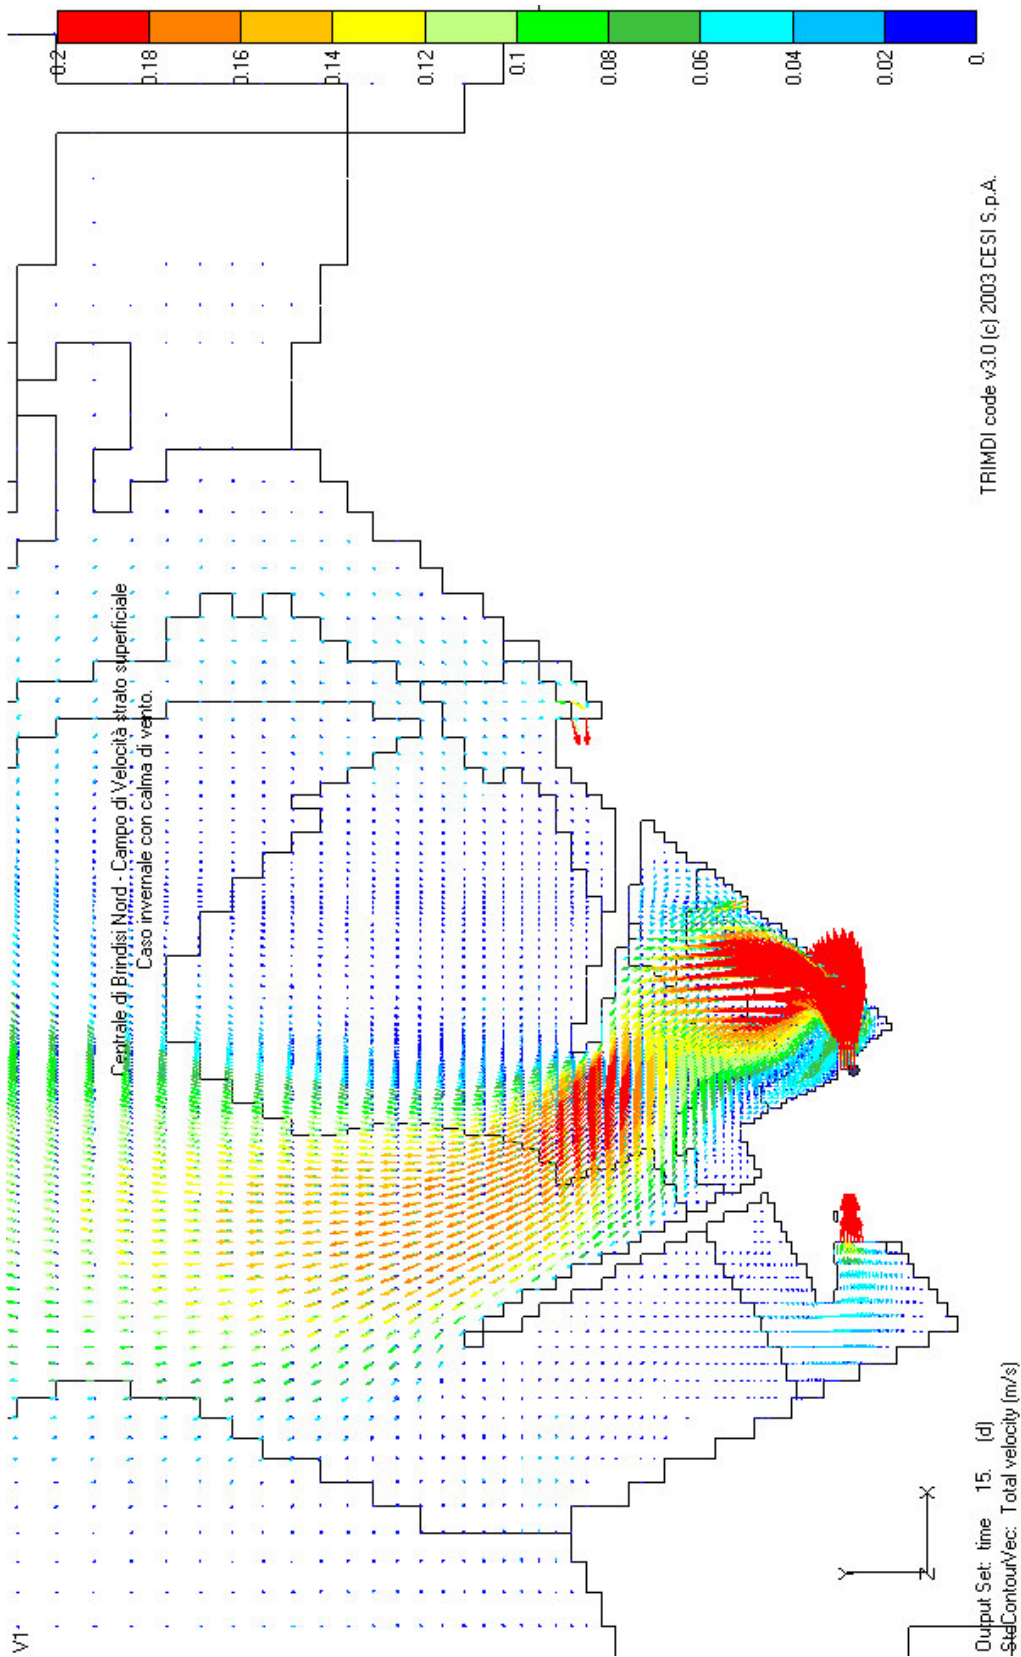 V1
Centrale di Brindisi Nord - Campo di Velocità strato superficiale
Caso invernale con calma di vento.
0.2
0.18
0.16
0.14
0.12
0.1
0.08
0.06
0.04
0.02
0.
Y
Z
X
TRIMDI code v3.0 (c) 2003 CESI S.p.A.
Ouput Set: time 15. (d)
SteContourVec: Total velocity (m/s)